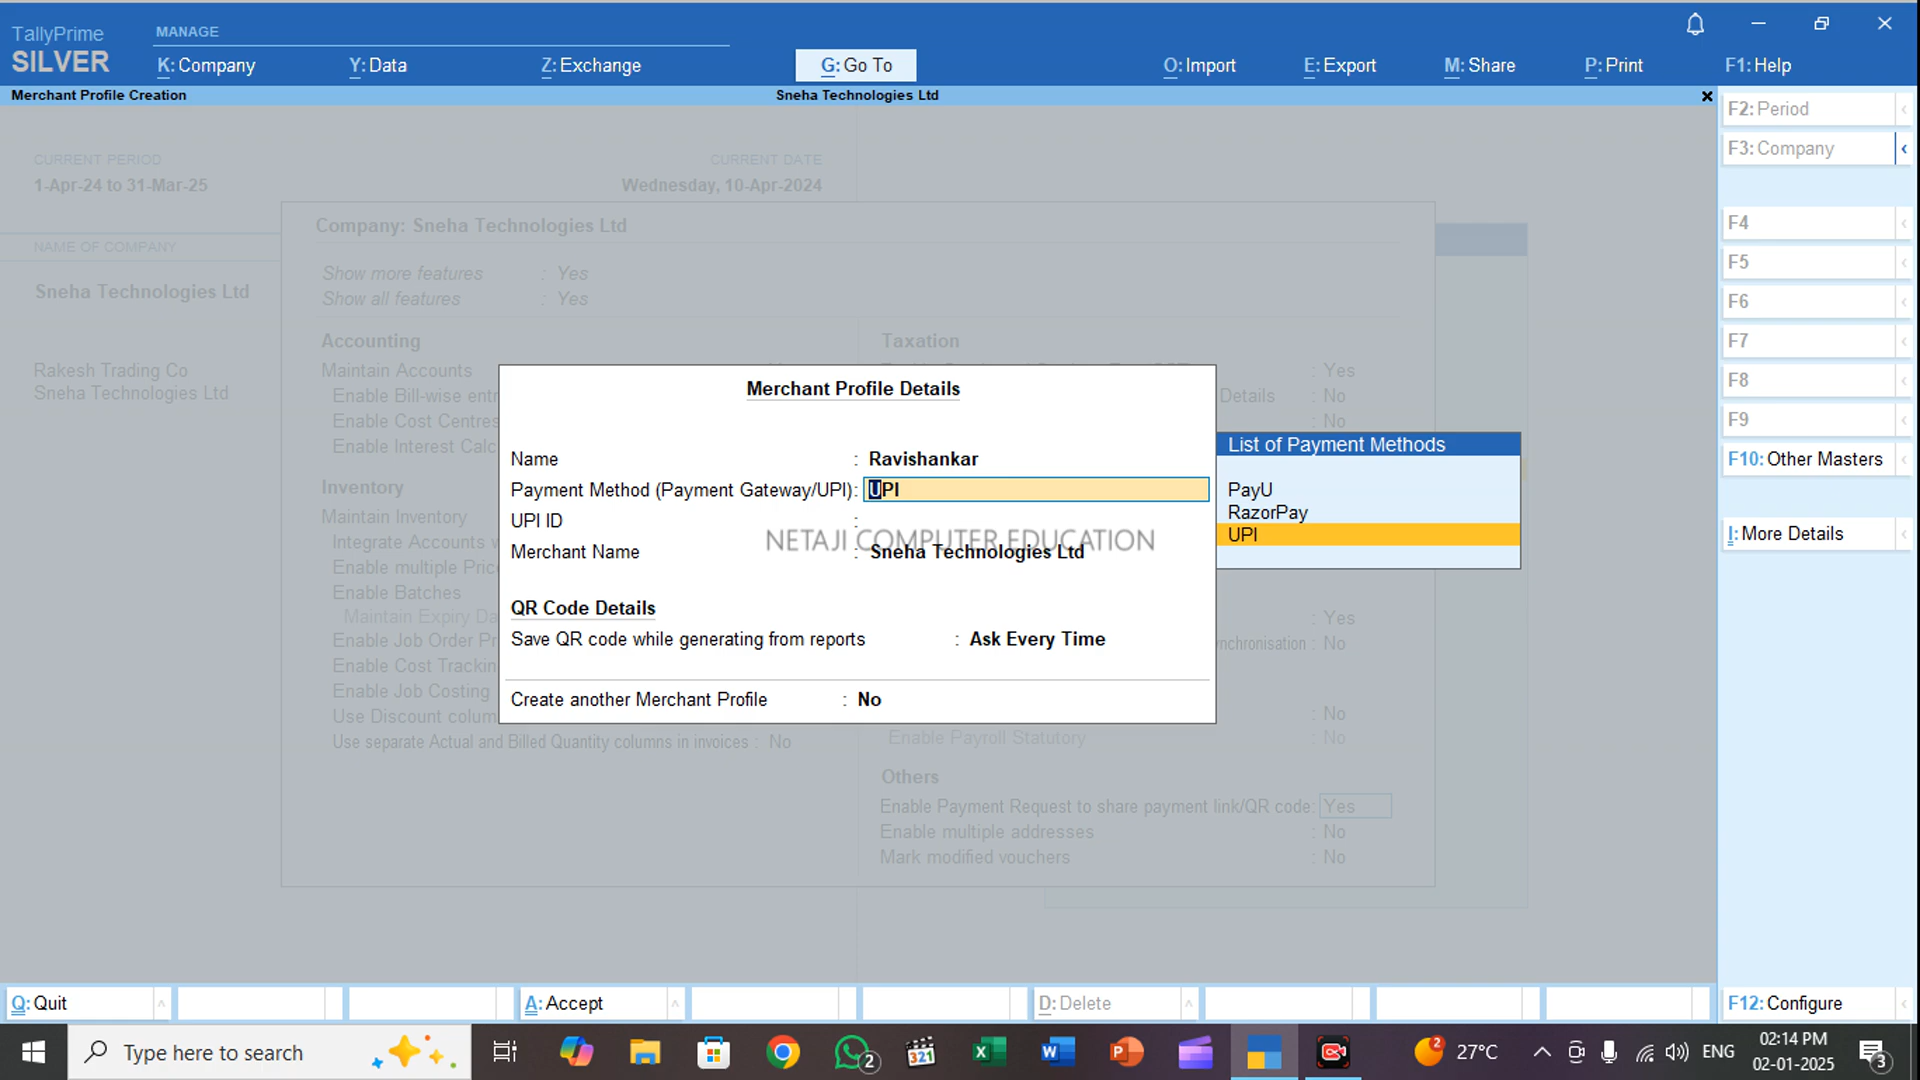 TallyPrime
SILVER
MANAGE
K: Company
Y: Data
Z: Exchange
G: Go To
O: Import
E: Export
M: Share
P: Print
F1: Help
Merchant Profile Creation
Sneha Technologies Ltd
CURRENT PERIOD
1-Apr-24 to 31-Mar-25
CURRENT DATE
Wednesday, 10-Apr-2024
NAME OF COMPANY
Sneha Technologies Ltd
Rakesh Trading Co
Sneha Technologies Ltd
Company: Sneha Technologies Ltd
Show more features : Yes
Show all features : Yes
Accounting
Maintain Accounts
Enable Bill-wise ent
Enable Cost Centres
Enable Interest Calc
Inventory
Maintain Inventory
Integrate Accounts
Enable multiple Pric
Enable Batches
Maintain Expiry Da
Enable Job Order Pr
Enable Cost Trackin
Enable Job Costing
Use Discount colum
Use separate Actual and Billed Quantity columns in invoices : No
Taxation
: Yes
Details : No
: No
: Yes
nchronisation : No
: No
Enable Payroll Statutory : No
Others
Enable Payment Request to share payment link/QR code: Yes
Enable multiple addresses : No
Mark modified vouchers : No
Merchant Profile Details
Name : Ravishankar
Payment Method (Payment Gateway/UPI): UPI
UPI ID :
NETAJI COMPUTER EDUCATION
Merchant Name : Sneha Technologies Ltd
QR Code Details
Save QR code while generating from reports : Ask Every Time
Create another Merchant Profile : No
List of Payment Methods
PayU
RazorPay
UPI
F2: Period
F3: Company
F4
F5
F6
F7
F8
F9
F10: Other Masters
I: More Details
F12: Configure
Q: Quit
A: Accept
D: Delete
Type here to search
2
321
2
27°C
ENG
02:14 PM
02-01-2025
3